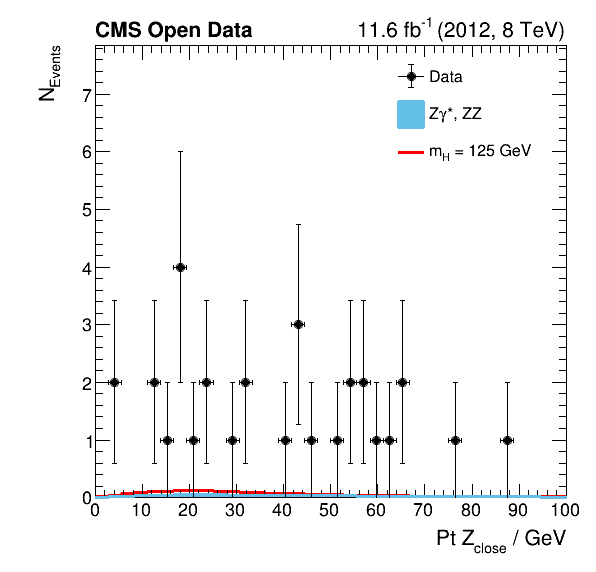 CMS Open Data 11.6 fb-1 (2012, 8 TeV)
NEvents
Data
Zγ*, ZZ
mH = 125 GeV
7
6
5
4
3
2
1
0
0 10 20 30 40 50 60 70 80 90 100
Pt Zclose / GeV